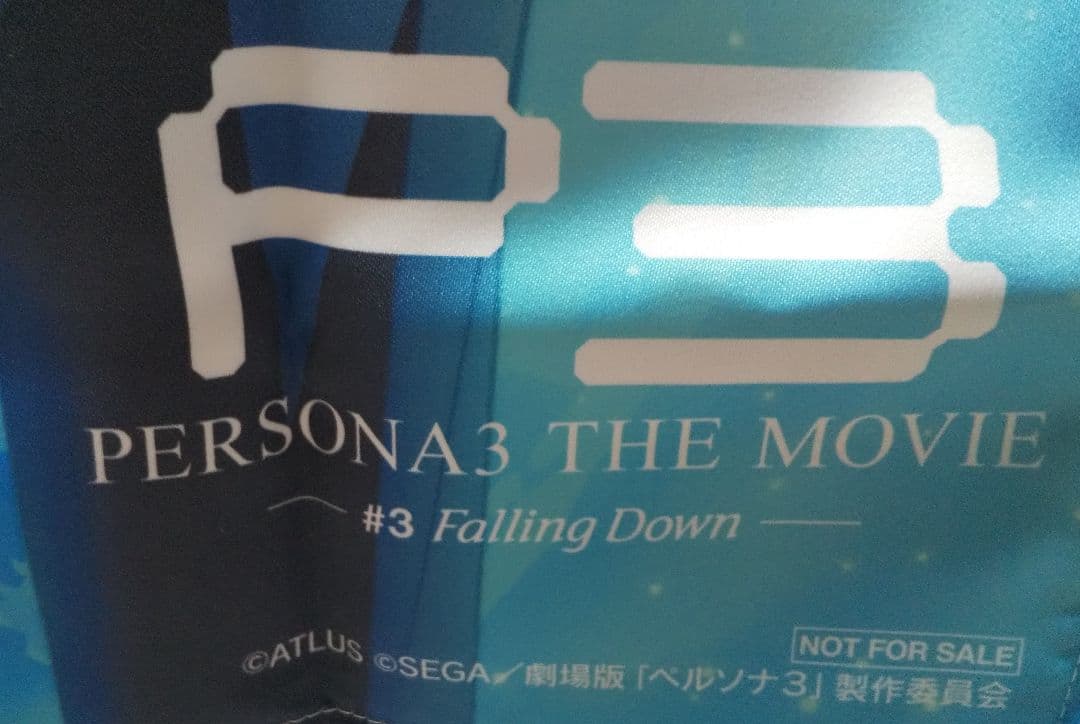 P3
PERSONA3 THE MOVIE
#3 Falling Down
NOT FOR SALE
©ATLUS ©SEGA／劇場版「ペルソナ3」製作委員会